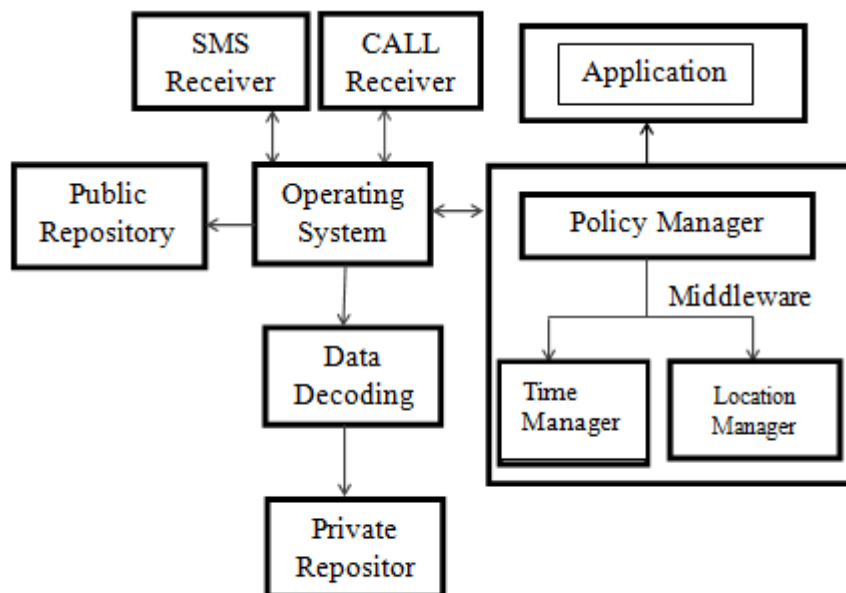 SMS
Receiver
CALL
Receiver
Application
Public
Repository
Operating
System
Policy Manager
Middleware
Data
Decoding
Time
Manager
Location
Manager
Private
Repositor